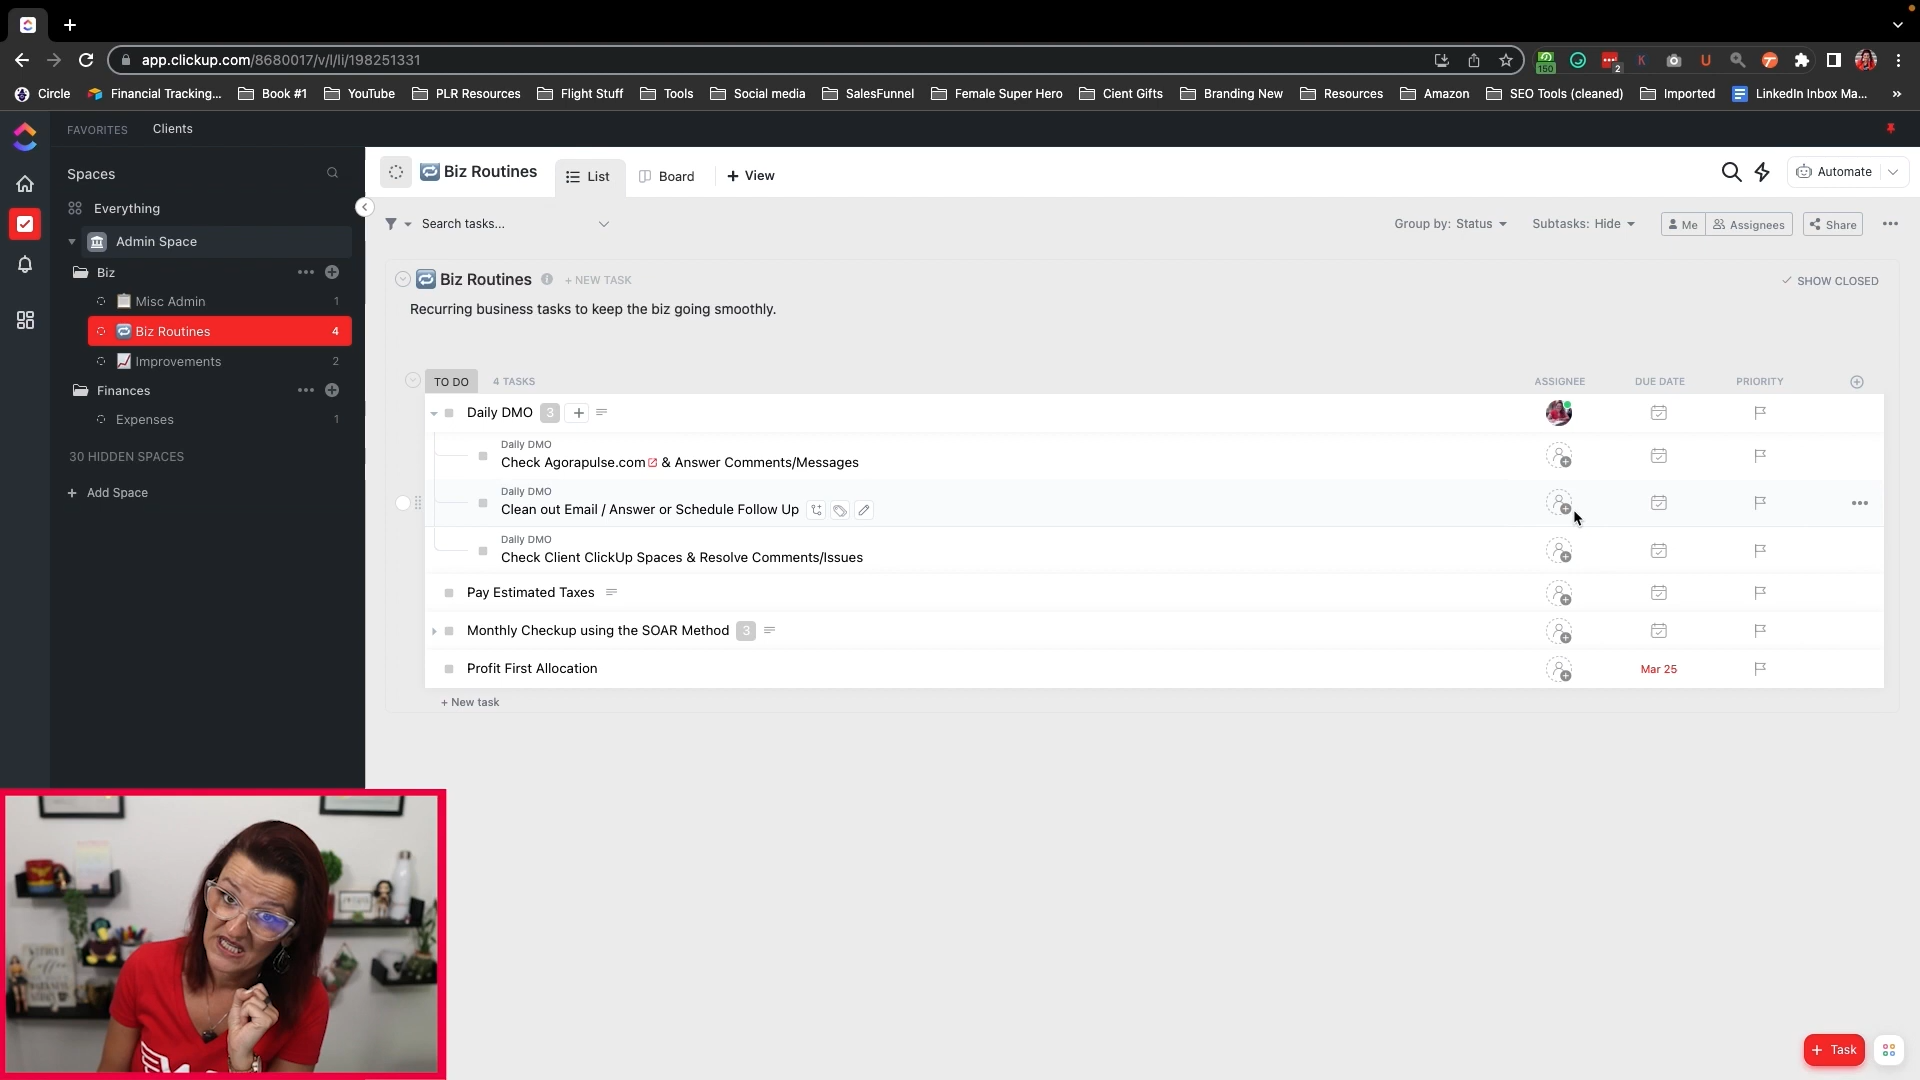 app.clickup.com/8680017/v/l/li/198251331
150
2
K
U
Circle
Financial Tracking...
Book #1
YouTube
PLR Resources
Flight Stuff
Tools
Social media
SalesFunnel
Female Super Hero
Cient Gifts
Branding New
Resources
Amazon
SEO Tools (cleaned)
Imported
LinkedIn Inbox Ma...
FAVORITES Clients
Spaces
Everything
Admin Space
Biz
Misc Admin 1
Biz Routines 4
Improvements 2
Finances
Expenses 1
30 HIDDEN SPACES
+ Add Space
Biz Routines
List
Board
+ View
Automate
Search tasks...
Group by: Status
Subtasks: Hide
Me
Assignees
Share
Biz Routines + NEW TASK
SHOW CLOSED
Recurring business tasks to keep the biz going smoothly.
TO DO 4 TASKS ASSIGNEE DUE DATE PRIORITY
Daily DMO 3 +
Daily DMO
Check Agorapulse.com & Answer Comments/Messages
Daily DMO
Clean out Email / Answer or Schedule Follow Up
Daily DMO
Check Client ClickUp Spaces & Resolve Comments/Issues
Pay Estimated Taxes
Monthly Checkup using the SOAR Method 3
Profit First Allocation Mar 25
+ New task
+ Task